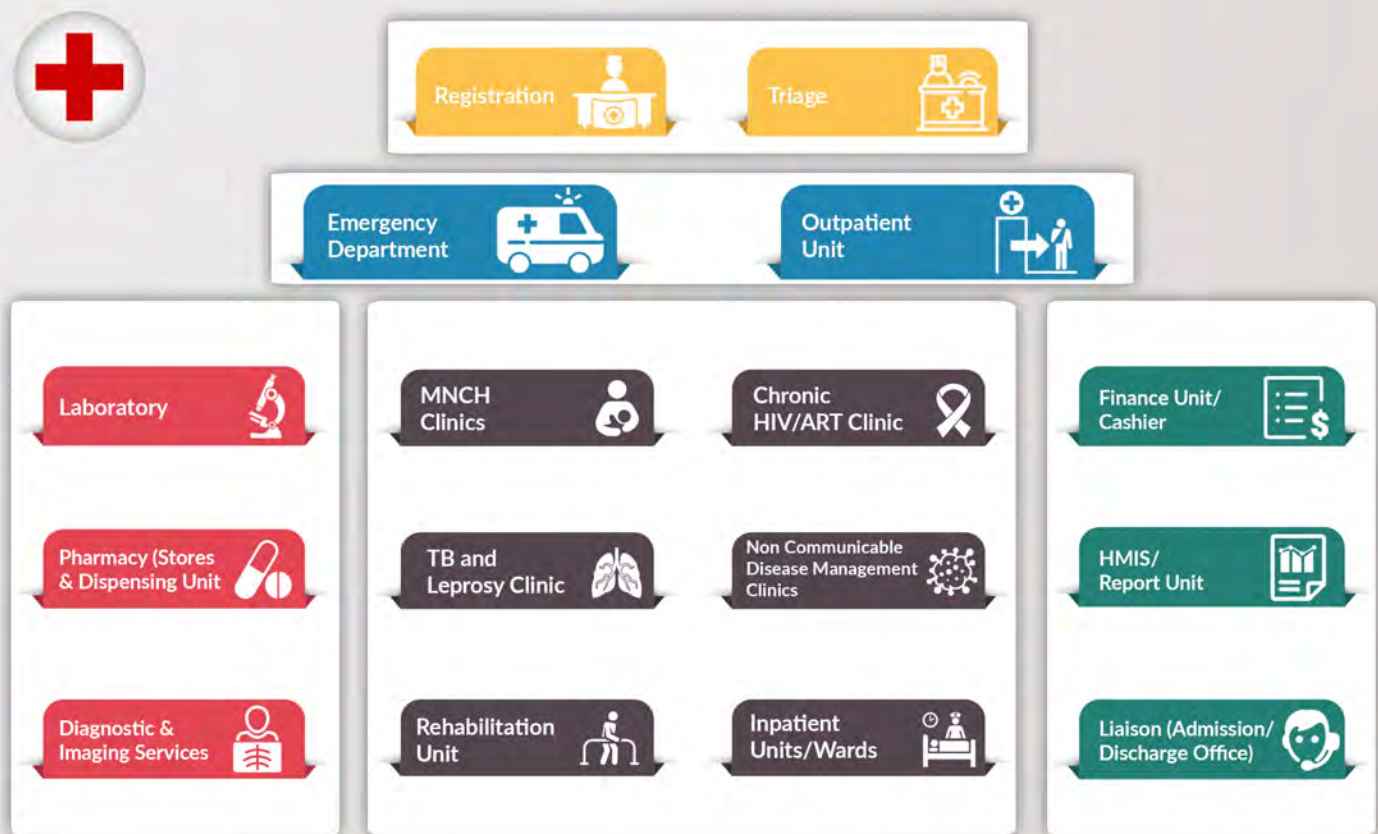 Registration
Triage
Emergency
Department
Outpatient
Unit
Laboratory
Pharmacy (Stores
& Dispensing Unit
Diagnostic &
Imaging Services
MNCH
Clinics
Chronic
HIV/ART Clinic
TB and
Leprosy Clinic
Non Communicable
Disease Management
Clinics
Rehabilitation
Unit
Inpatient
Units/Wards
Finance Unit/
Cashier
HMIS/
Report Unit
Liaison (Admission/
Discharge Office)